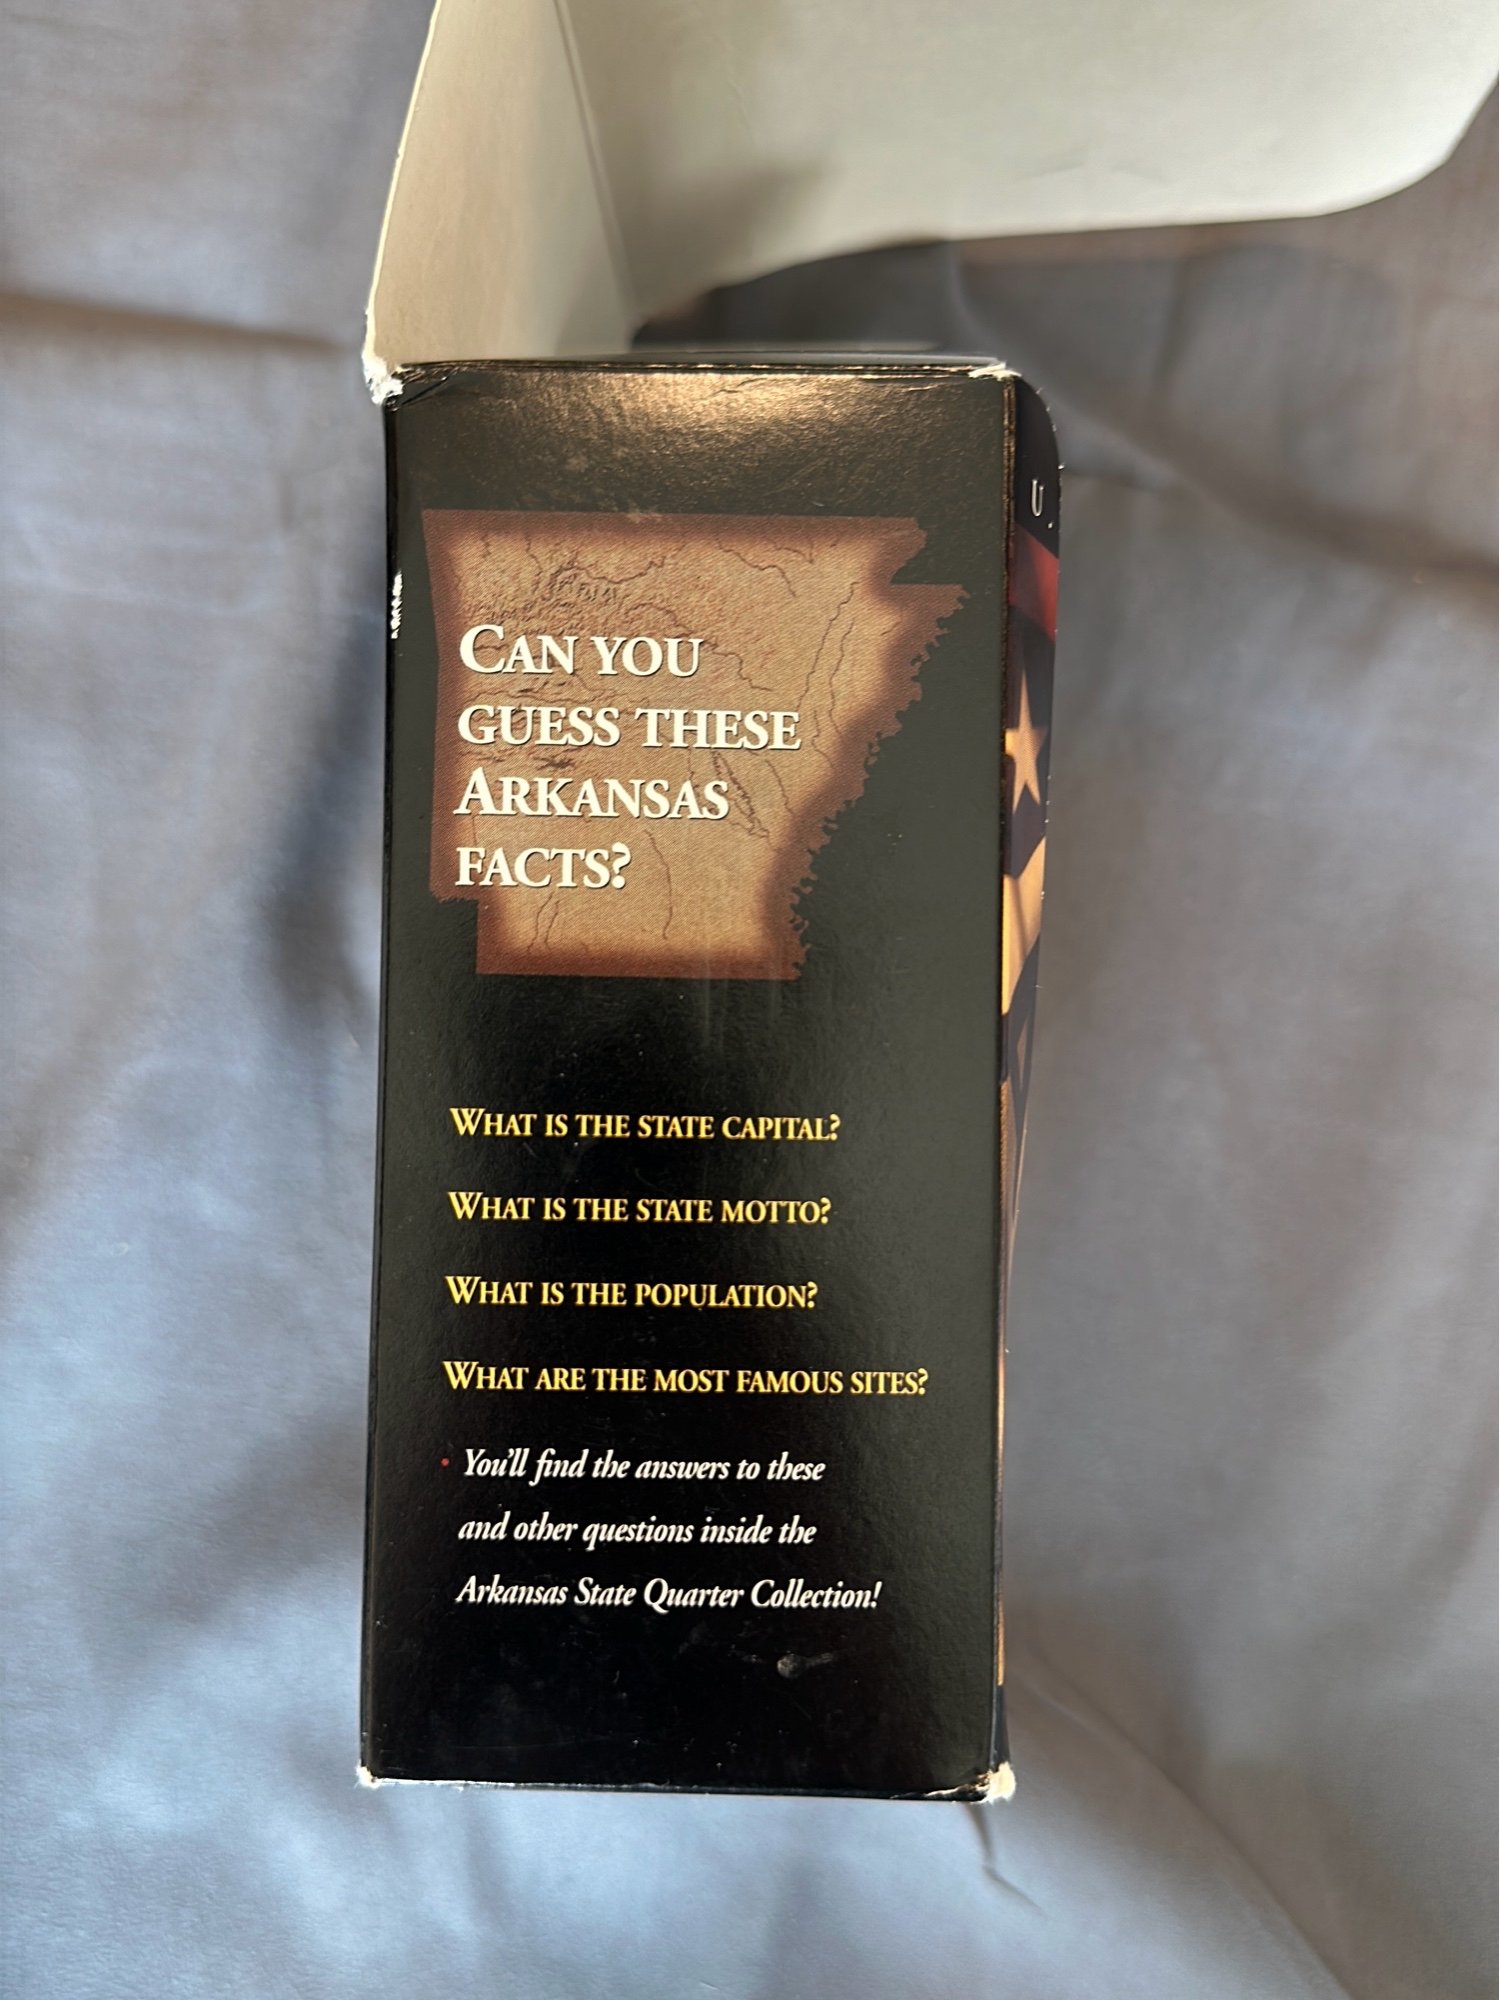 CAN YOU
GUESS THESE
ARKANSAS
FACTS?
WHAT IS THE STATE CAPITAL?
WHAT IS THE STATE MOTTO?
WHAT IS THE POPULATION?
WHAT ARE THE MOST FAMOUS SITES?
• You'll find the answers to these
and other questions inside the
Arkansas State Quarter Collection!
U.